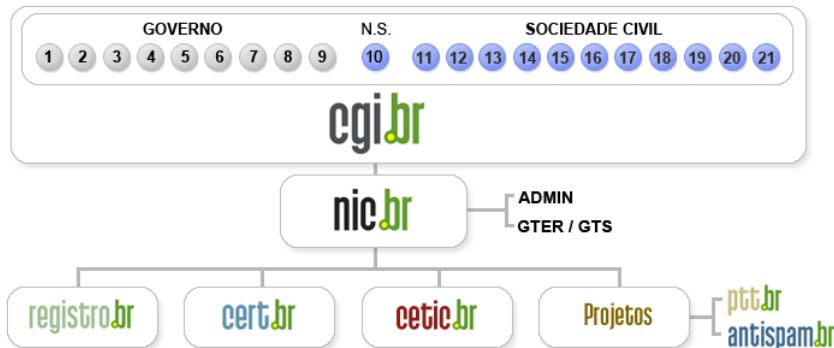 GOVERNO N.S. SOCIEDADE CIVIL
1 2 3 4 5 6 7 8 9 10 11 12 13 14 15 16 17 18 19 20 21
cgi.br
nic.br
ADMIN
GTER / GTS
registro.br cert.br cetic.br Projetos
ptt.br
antispam.br